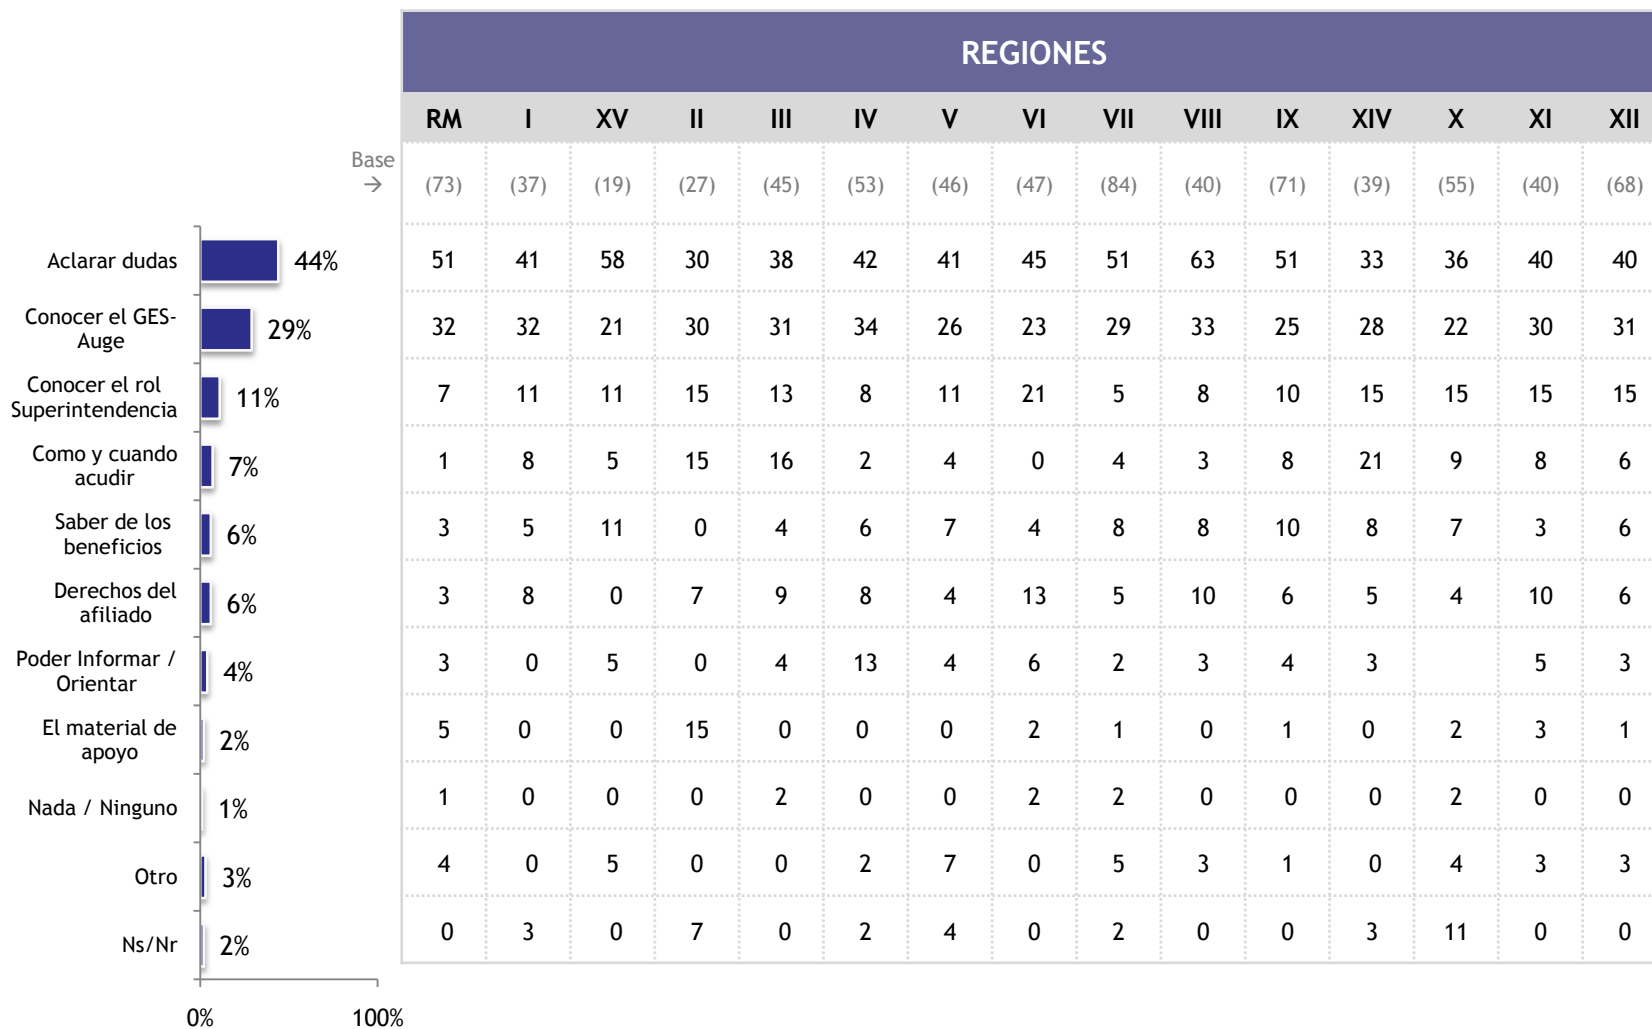 REGIONES
RM I XV II III IV V VI VII VIII IX XIV X XI XII
Base
→ (73) (37) (19) (27) (45) (53) (46) (47) (84) (40) (71) (39) (55) (40) (68)
Aclarar dudas 44% 51 41 58 30 38 42 41 45 51 63 51 33 36 40 40
Conocer el GES-
Auge 29% 32 32 21 30 31 34 26 23 29 33 25 28 22 30 31
Conocer el rol
Superintendencia 11% 7 11 11 15 13 8 11 21 5 8 10 15 15 15 15
Como y cuando
acudir 7% 1 8 5 15 16 2 4 0 4 3 8 21 9 8 6
Saber de los
beneficios 6% 3 5 11 0 4 6 7 4 8 8 10 8 7 3 6
Derechos del
afiliado 6% 3 8 0 7 9 8 4 13 5 10 6 5 4 10 6
Poder Informar /
Orientar 4% 3 0 5 0 4 13 4 6 2 3 4 3 5 3
El material de
apoyo 2% 5 0 0 15 0 0 0 2 1 0 1 0 2 3 1
Nada / Ninguno 1% 1 0 0 0 2 0 0 2 2 0 0 0 2 0 0
Otro 3% 4 0 5 0 0 2 7 0 5 3 1 0 4 3 3
Ns/Nr 2% 0 3 0 7 0 2 4 0 2 0 0 3 11 0 0
0% 100%